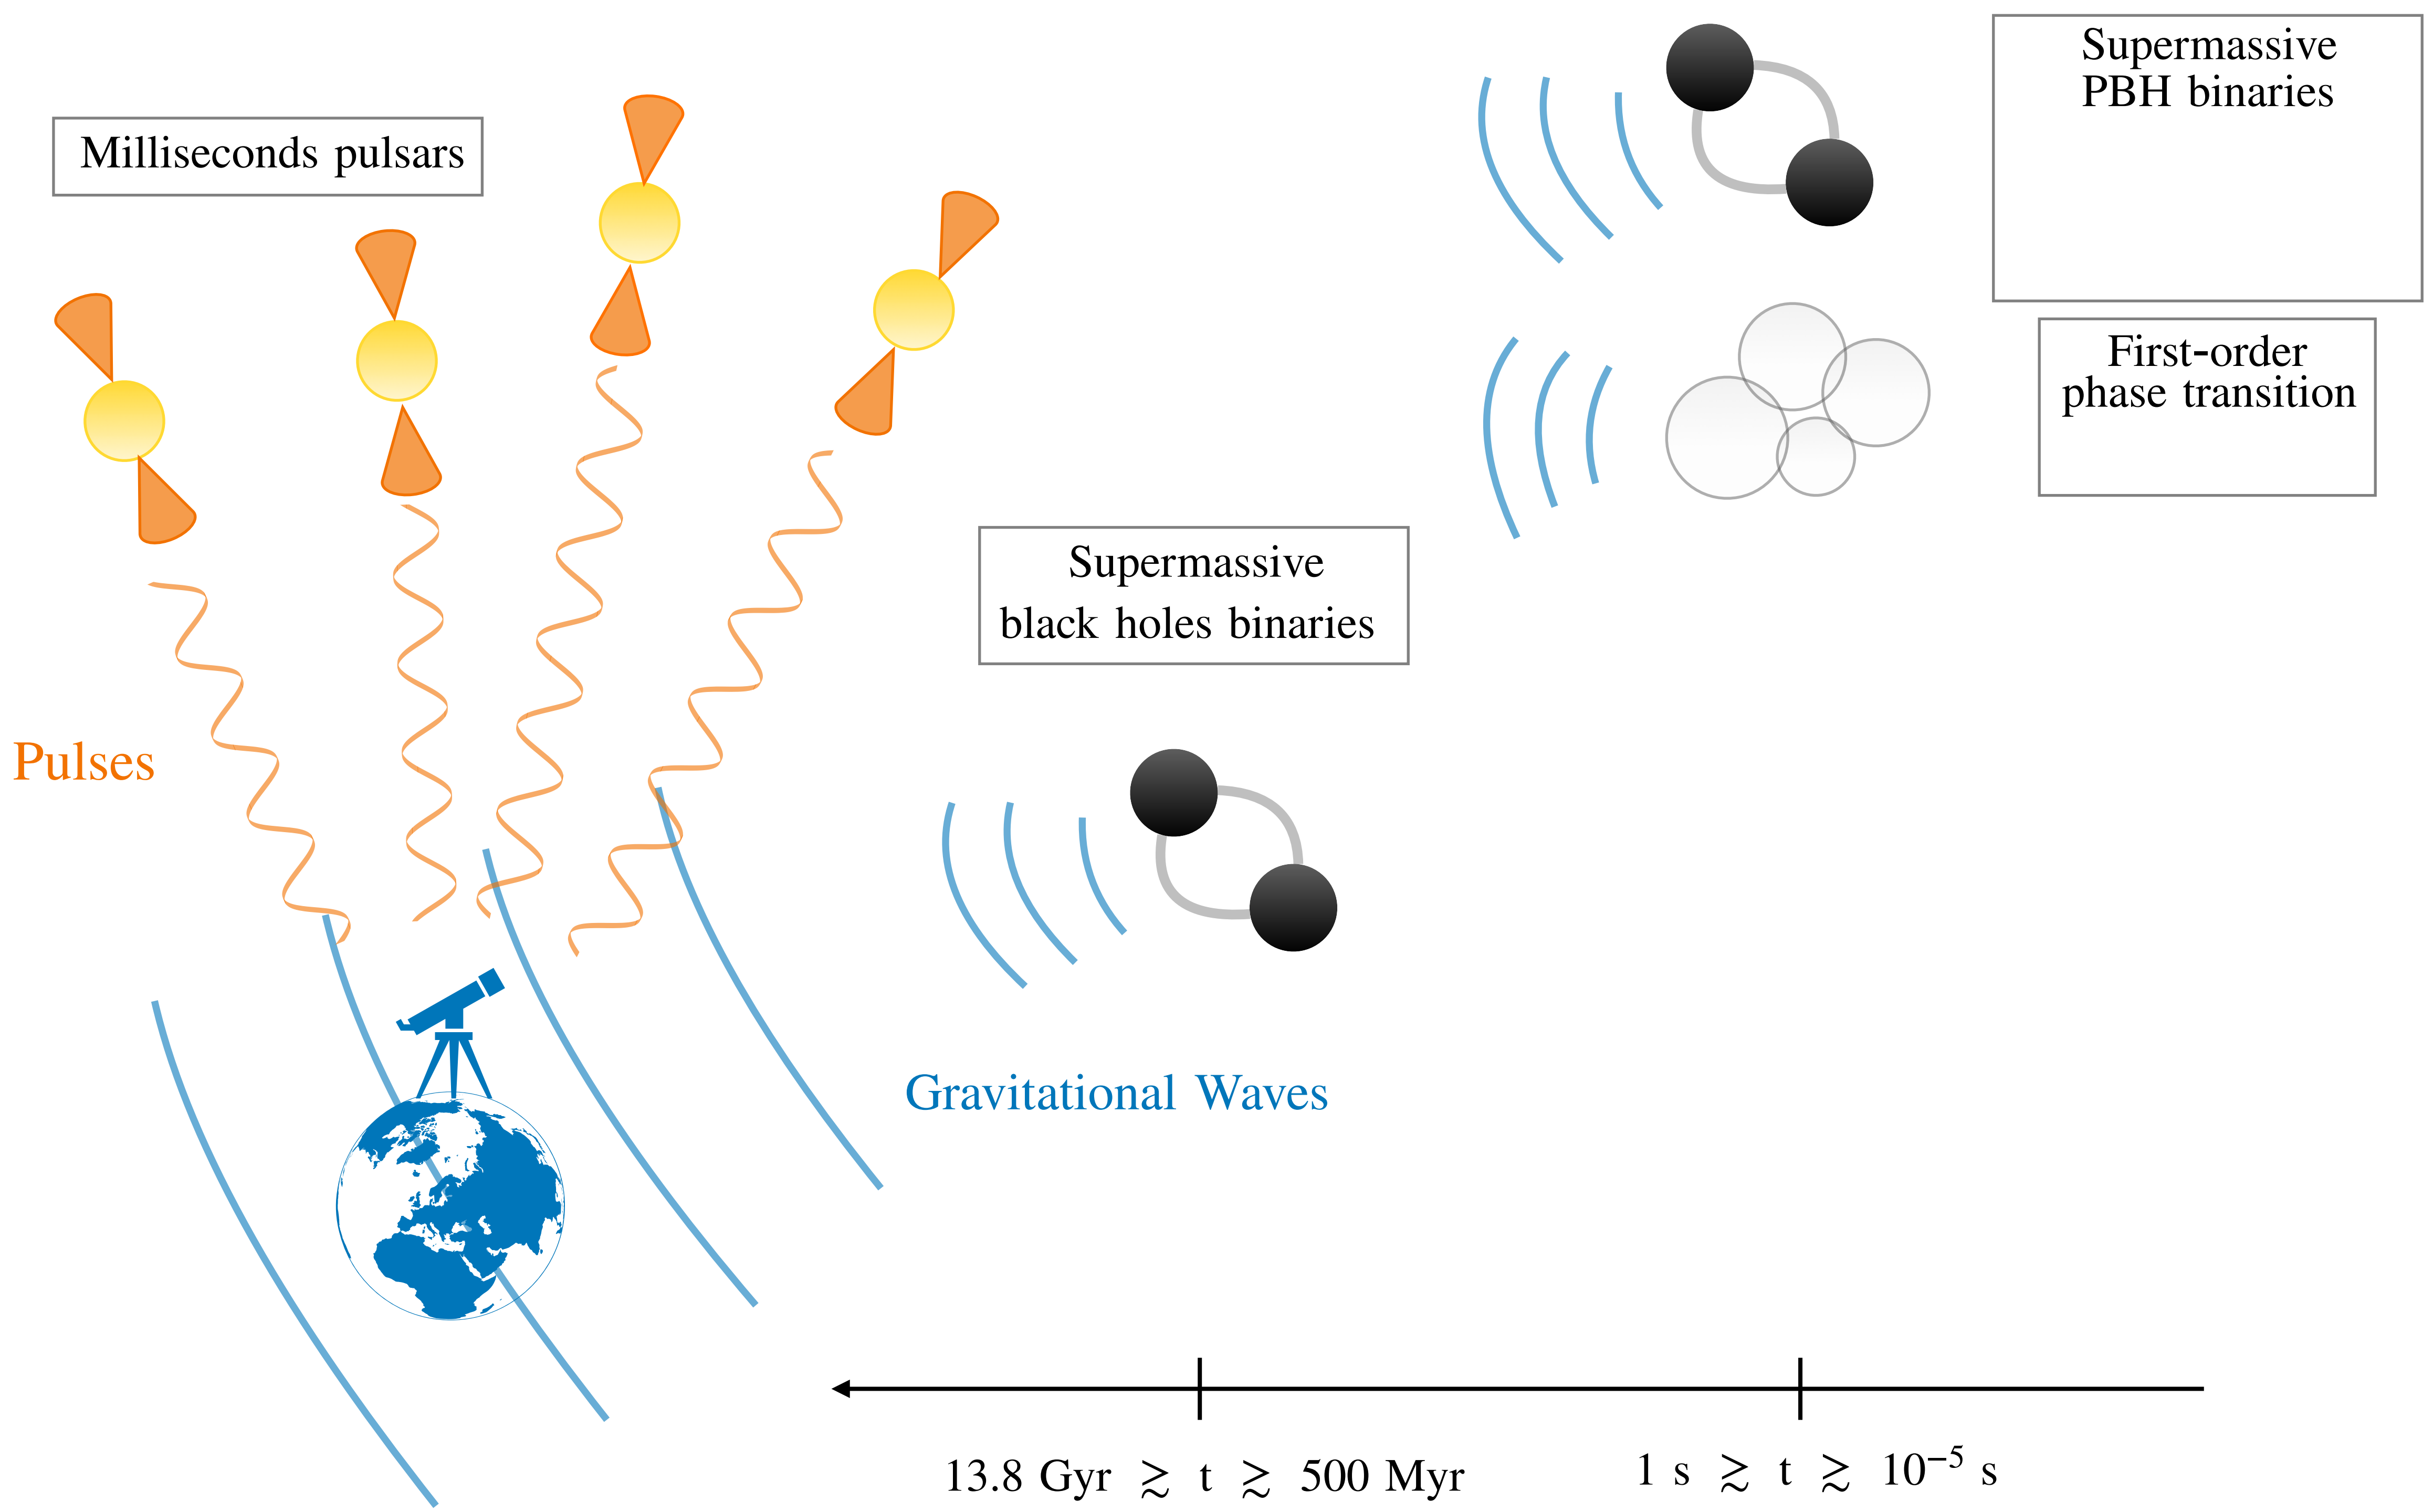 Supermassive
PBH binaries
Milliseconds pulsars
First-order
phase transition
Supermassive
black holes binaries
Pulses
Gravitational Waves
13.8 Gyr ≳ t ≳ 500 Myr
1 s ≳ t ≳ 10⁻⁵ s